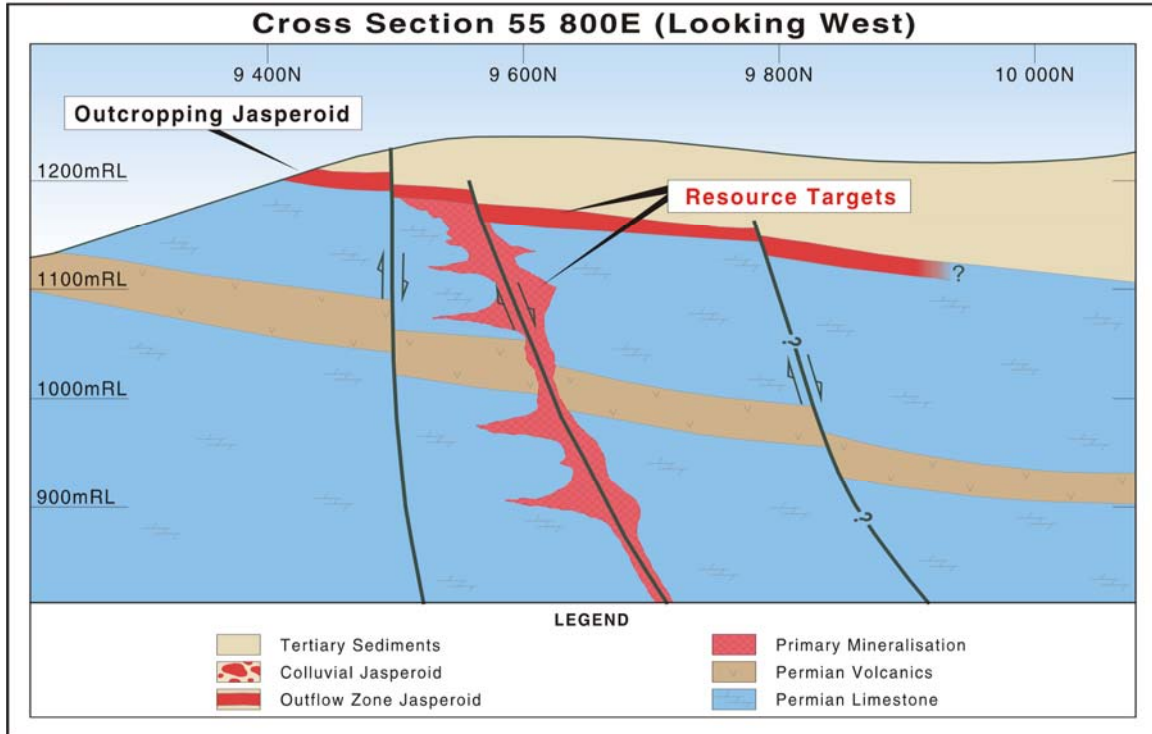 Cross Section 55 800E (Looking West)
9 400N 9 600N 9 800N 10 000N
Outcropping Jasperoid
1200mRL
Resource Targets
?
1100mRL
?
1000mRL
900mRL
?
LEGEND
Tertiary Sediments
Colluvial Jasperoid
Outflow Zone Jasperoid
Primary Mineralisation
Permian Volcanics
Permian Limestone